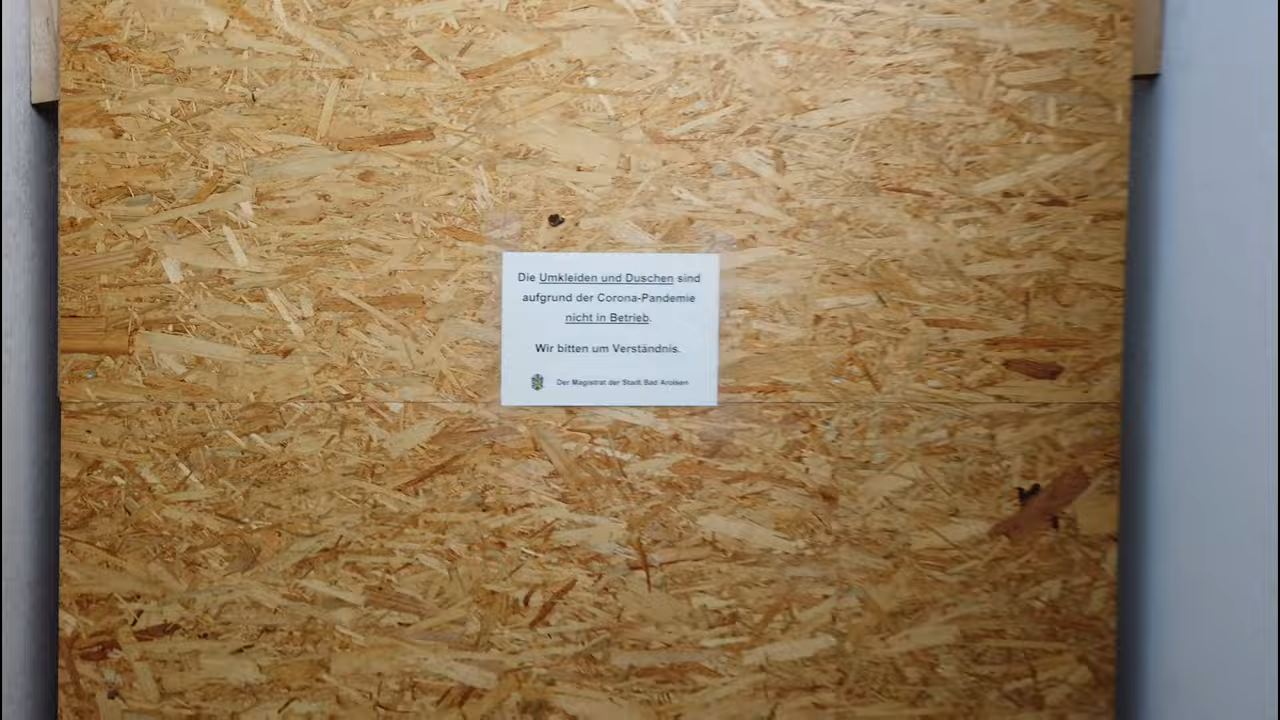 Die Umkleiden und Duschen sind
aufgrund der Corona-Pandemie
nicht in Betrieb.
Wir bitten um Verständnis.
Der Magistrat der Stadt Bad Arolsen